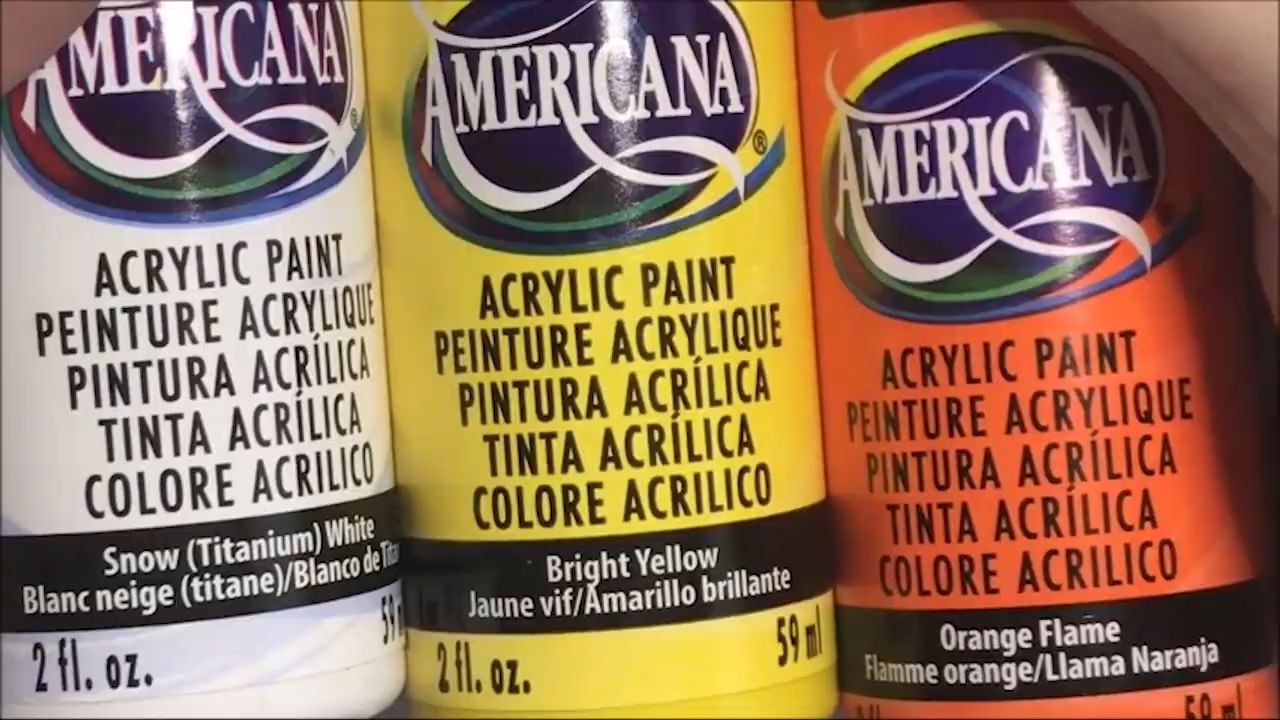 AMERICANA
ACRYLIC PAINT
PEINTURE ACRYLIQUE
PINTURA ACRÍLICA
TINTA ACRÍLICA
COLORE ACRILICO
Snow (Titanium) White
Blanc neige (titane)/Blanco de
2 fl. oz.
AMERICANA®
ACRYLIC PAINT
PEINTURE ACRYLIQUE
PINTURA ACRÍLICA
TINTA ACRÍLICA
COLORE ACRILICO
Bright Yellow
Jaune vif/Amarillo brillante
2 fl. oz. 59 ml
AMERICANA
ACRYLIC PAINT
PEINTURE ACRYLIQUE
PINTURA ACRÍLICA
TINTA ACRÍLICA
COLORE ACRILICO
Orange Flame
Flamme orange/Llama Naranja
59 ml